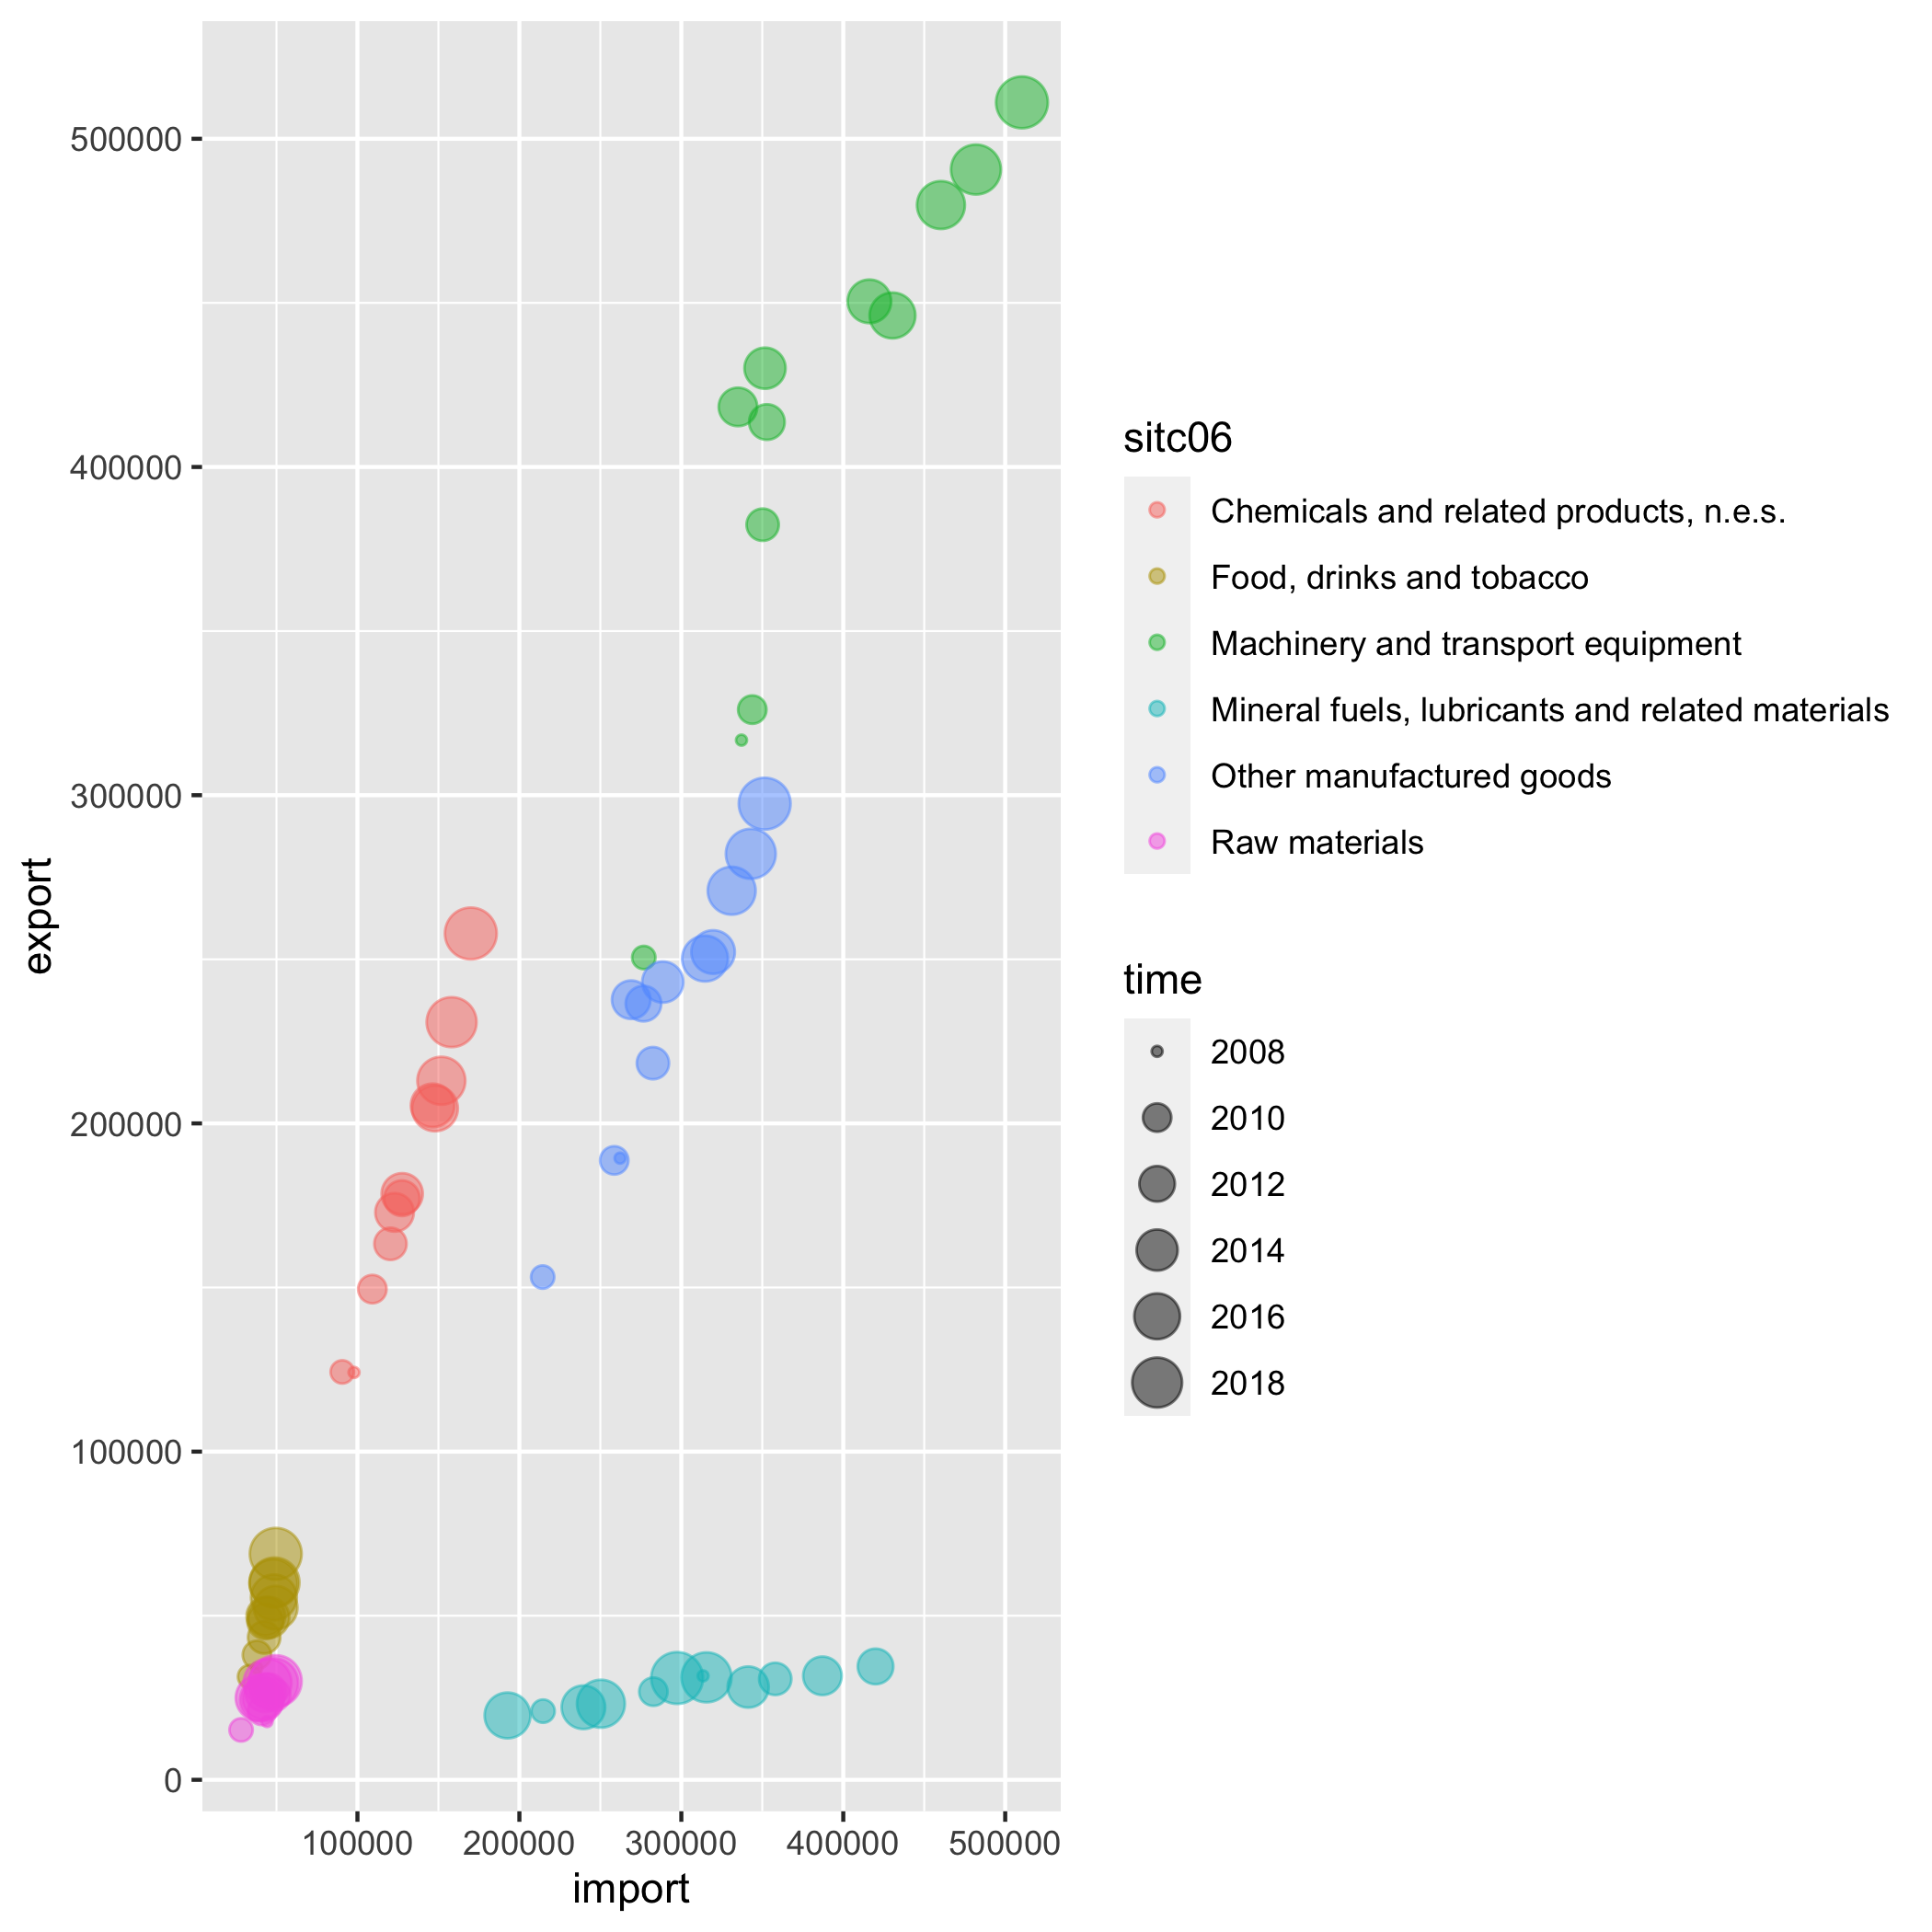 500000
400000
300000
200000
100000
0
export
100000 200000 300000 400000 500000
import
sitc06
Chemicals and related products, n.e.s.
Food, drinks and tobacco
Machinery and transport equipment
Mineral fuels, lubricants and related materials
Other manufactured goods
Raw materials
time
2008
2010
2012
2014
2016
2018